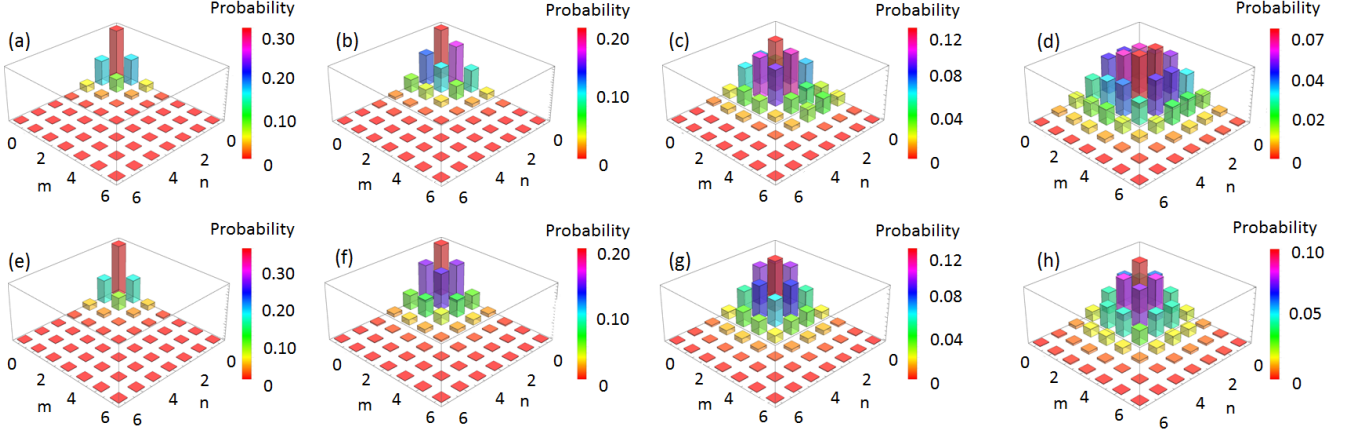 Probability Probability Probability Probability
(a) (b) (c) (d)
0.30 0.20 0.12 0.07
0.20 0.10 0.08 0.04
0.10 0.04 0.02
0 0 0 0
0 0 0 0 0 0 0 0
2 2 2 2 2 2 2 2
m 4 4 n m 4 4 n m 4 4 n m 4 4 n
6 6 6 6 6 6 6 6
Probability Probability Probability Probability
(e) (f) (g) (h)
0.30 0.20 0.12 0.10
0.20 0.10 0.08 0.05
0.10 0.04
0 0 0 0
0 0 0 0 0 0 0 0
2 2 2 2 2 2 2 2
m 4 4 n m 4 4 n m 4 4 n m 4 4 n
6 6 6 6 6 6 6 6